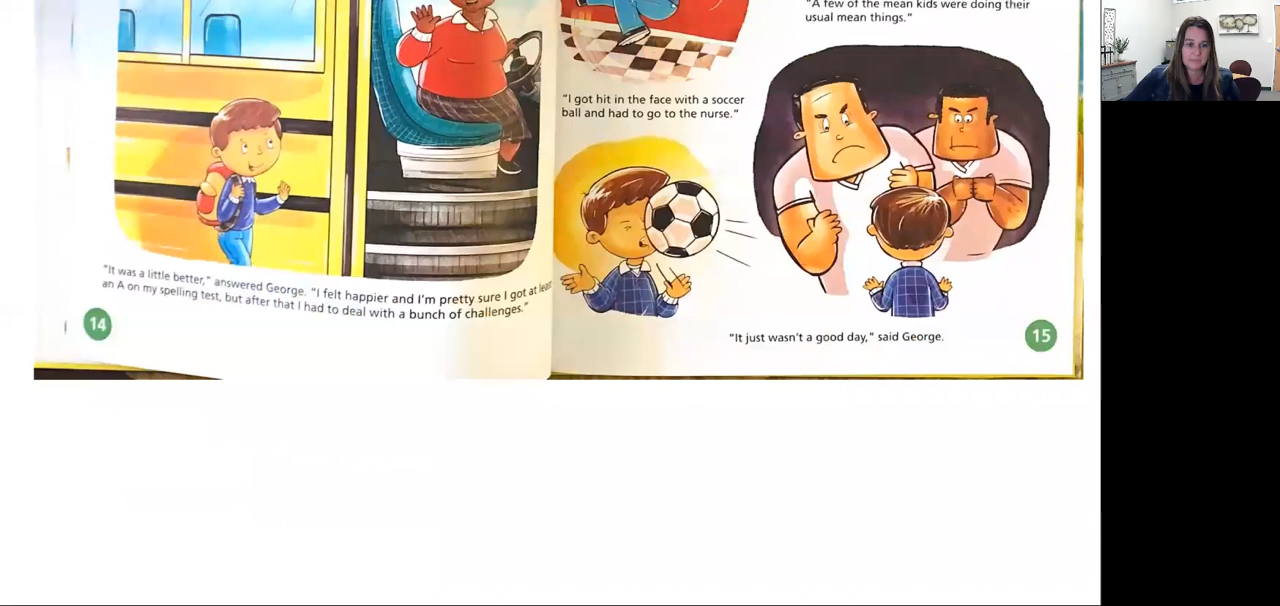 "It was a little better," answered George. "I felt happier and I'm pretty sure I got at least
an A on my spelling test, but after that I had to deal with a bunch of challenges."
14
"A few of the mean kids were doing their
usual mean things."
"I got hit in the face with a soccer
ball and had to go to the nurse."
"It just wasn't a good day," said George.
15